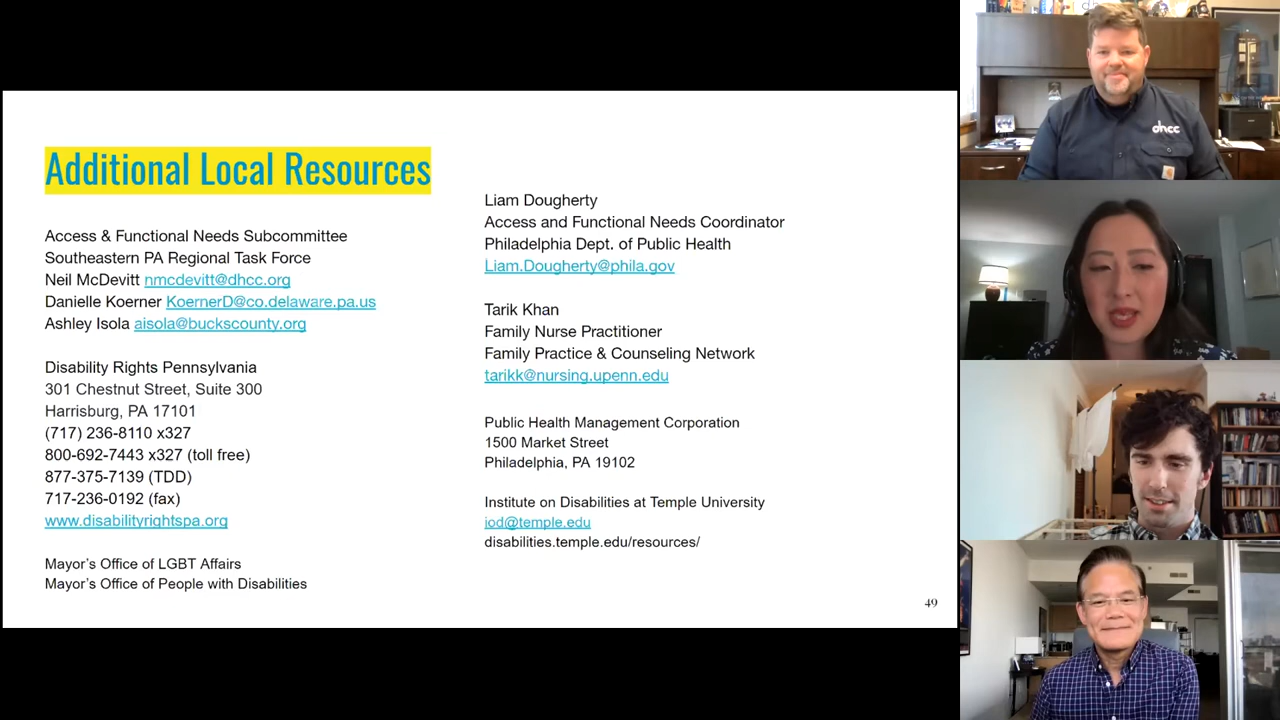 Additional Local Resources
Access & Functional Needs Subcommittee
Southeastern PA Regional Task Force
Neil McDevitt nmcdevitt@dhcc.org
Danielle Koerner KoernerD@co.delaware.pa.us
Ashley Isola aisola@buckscounty.org
Disability Rights Pennsylvania
301 Chestnut Street, Suite 300
Harrisburg, PA 17101
(717) 236-8110 x327
800-692-7443 x327 (toll free)
877-375-7139 (TDD)
717-236-0192 (fax)
www.disabilityrightspa.org
Mayor’s Office of LGBT Affairs
Mayor’s Office of People with Disabilities
Liam Dougherty
Access and Functional Needs Coordinator
Philadelphia Dept. of Public Health
Liam.Dougherty@phila.gov
Tarik Khan
Family Nurse Practitioner
Family Practice & Counseling Network
tarikk@nursing.upenn.edu
Public Health Management Corporation
1500 Market Street
Philadelphia, PA 19102
Institute on Disabilities at Temple University
iod@temple.edu
disabilities.temple.edu/resources/
49
dhcc